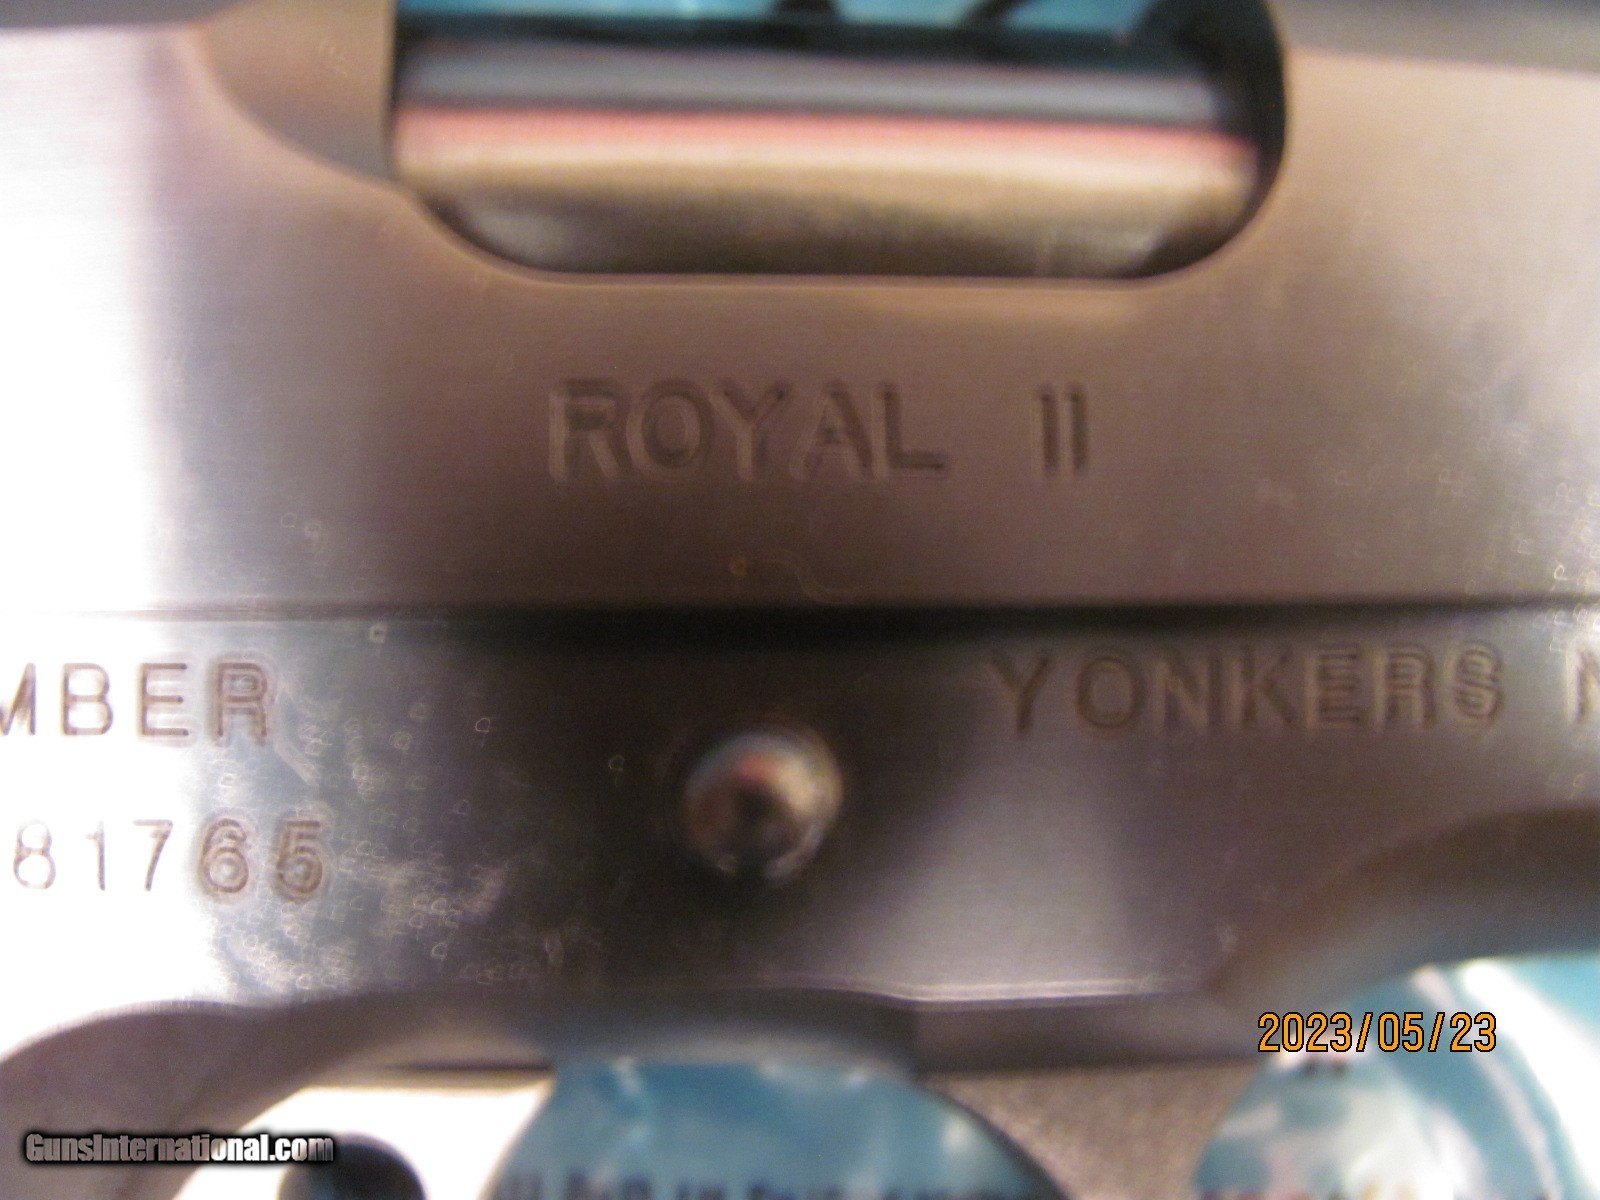 ROYAL II
MBER
YONKERS N
81765
2023/05/23
GunsInternational.com